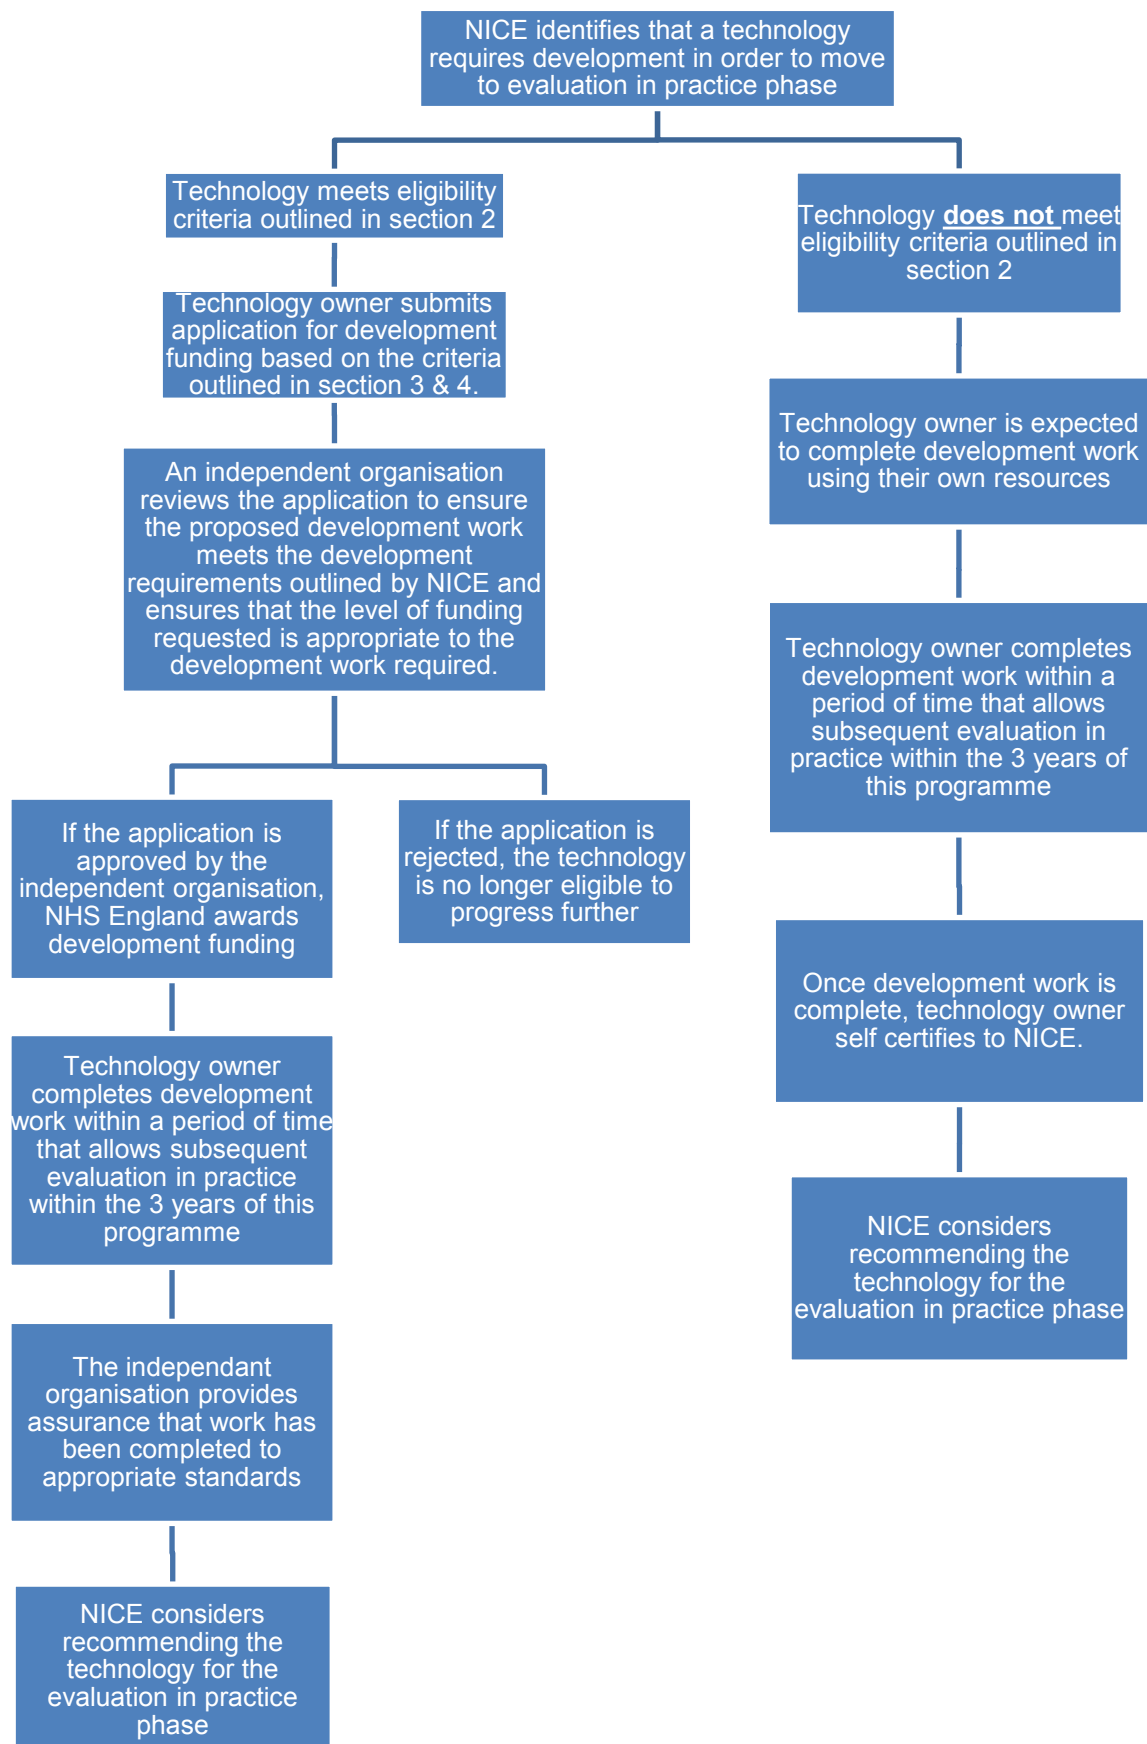 NICE identifies that a technology
requires development in order to move
to evaluation in practice phase
Technology meets eligibility
criteria outlined in section 2
Technology does not meet
eligibility criteria outlined in
section 2
Technology owner submits
application for development
funding based on the criteria
outlined in section 3 & 4.
Technology owner is expected
to complete development work
using their own resources
An independent organisation
reviews the application to ensure
the proposed development work
meets the development
requirements outlined by NICE and
ensures that the level of funding
requested is appropriate to the
development work required.
Technology owner completes
development work within a
period of time that allows
subsequent evaluation in
practice within the 3 years of
this programme
If the application is
approved by the
independent organisation,
NHS England awards
development funding
If the application is
rejected, the technology
is no longer eligible to
progress further
Once development work is
complete, technology owner
self certifies to NICE.
Technology owner
completes development
work within a period of time
that allows subsequent
evaluation in practice
within the 3 years of this
programme
NICE considers
recommending the
technology for the
evaluation in practice phase
The independant
organisation provides
assurance that work has
been completed to
appropriate standards
NICE considers
recommending the
technology for the
evaluation in practice
phase